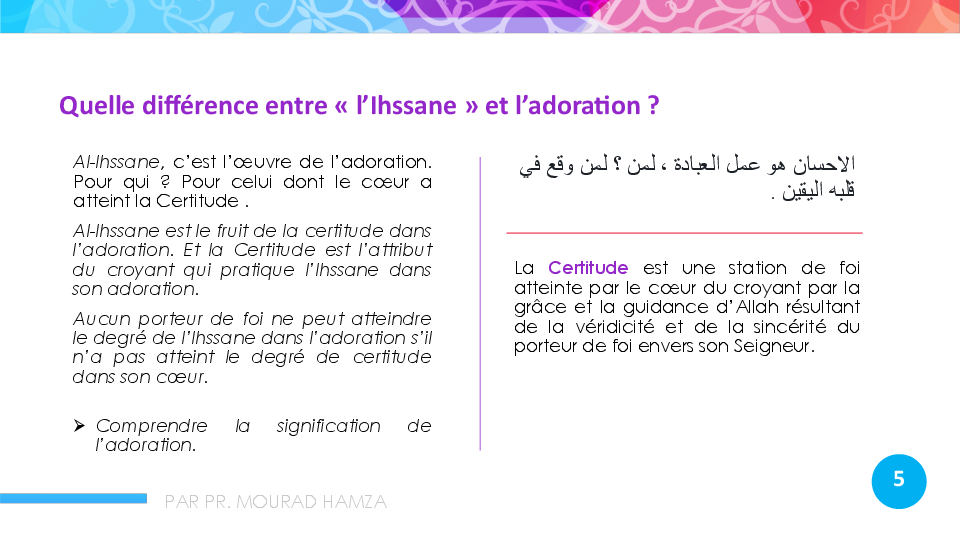 Quelle différence entre « l’Ihssane » et l’adoration ?
Al-Ihssane, c’est l’œuvre de l’adoration.
Pour qui ? Pour celui dont le cœur a
atteint la Certitude .
Al-Ihssane est le fruit de la certitude dans
l’adoration. Et la Certitude est l’attribut
du croyant qui pratique l’Ihssane dans
son adoration.
Aucun porteur de foi ne peut atteindre
le degré de l’Ihssane dans l’adoration s’il
n’a pas atteint le degré de certitude
dans son cœur.
➢ Comprendre la signification de
l’adoration.
الاحسان هو عمل العبادة ، لمن ؟ لمن وقع في
قلبه اليقين .
La Certitude est une station de foi
atteinte par le cœur du croyant par la
grâce et la guidance d’Allah résultant
de la véridicité et de la sincérité du
porteur de foi envers son Seigneur.
PAR PR. MOURAD HAMZA
5